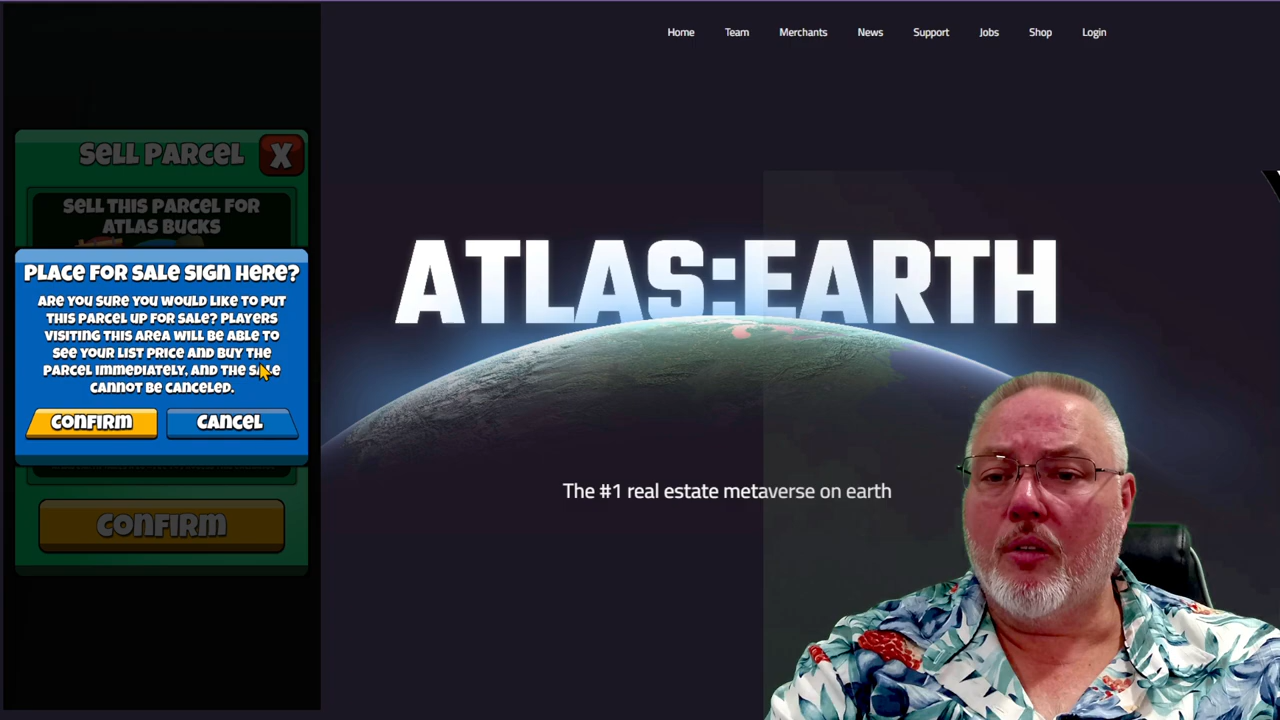 Home Team Merchants News Support Jobs Shop Login
SELL PARCEL X
SELL THIS PARCEL FOR
ATLAS BUCKS
PLACE FOR SALE SIGN HERE?
ARE YOU SURE YOU WOULD LIKE TO PUT
THIS PARCEL UP FOR SALE? PLAYERS
VISITING THIS AREA WILL BE ABLE TO
SEE YOUR LIST PRICE AND BUY THE
PARCEL IMMEDIATELY, AND THE SALE
CANNOT BE CANCELED.
CONFIRM CANCEL
CONFIRM
ATLAS:EARTH
The #1 real estate metaverse on earth